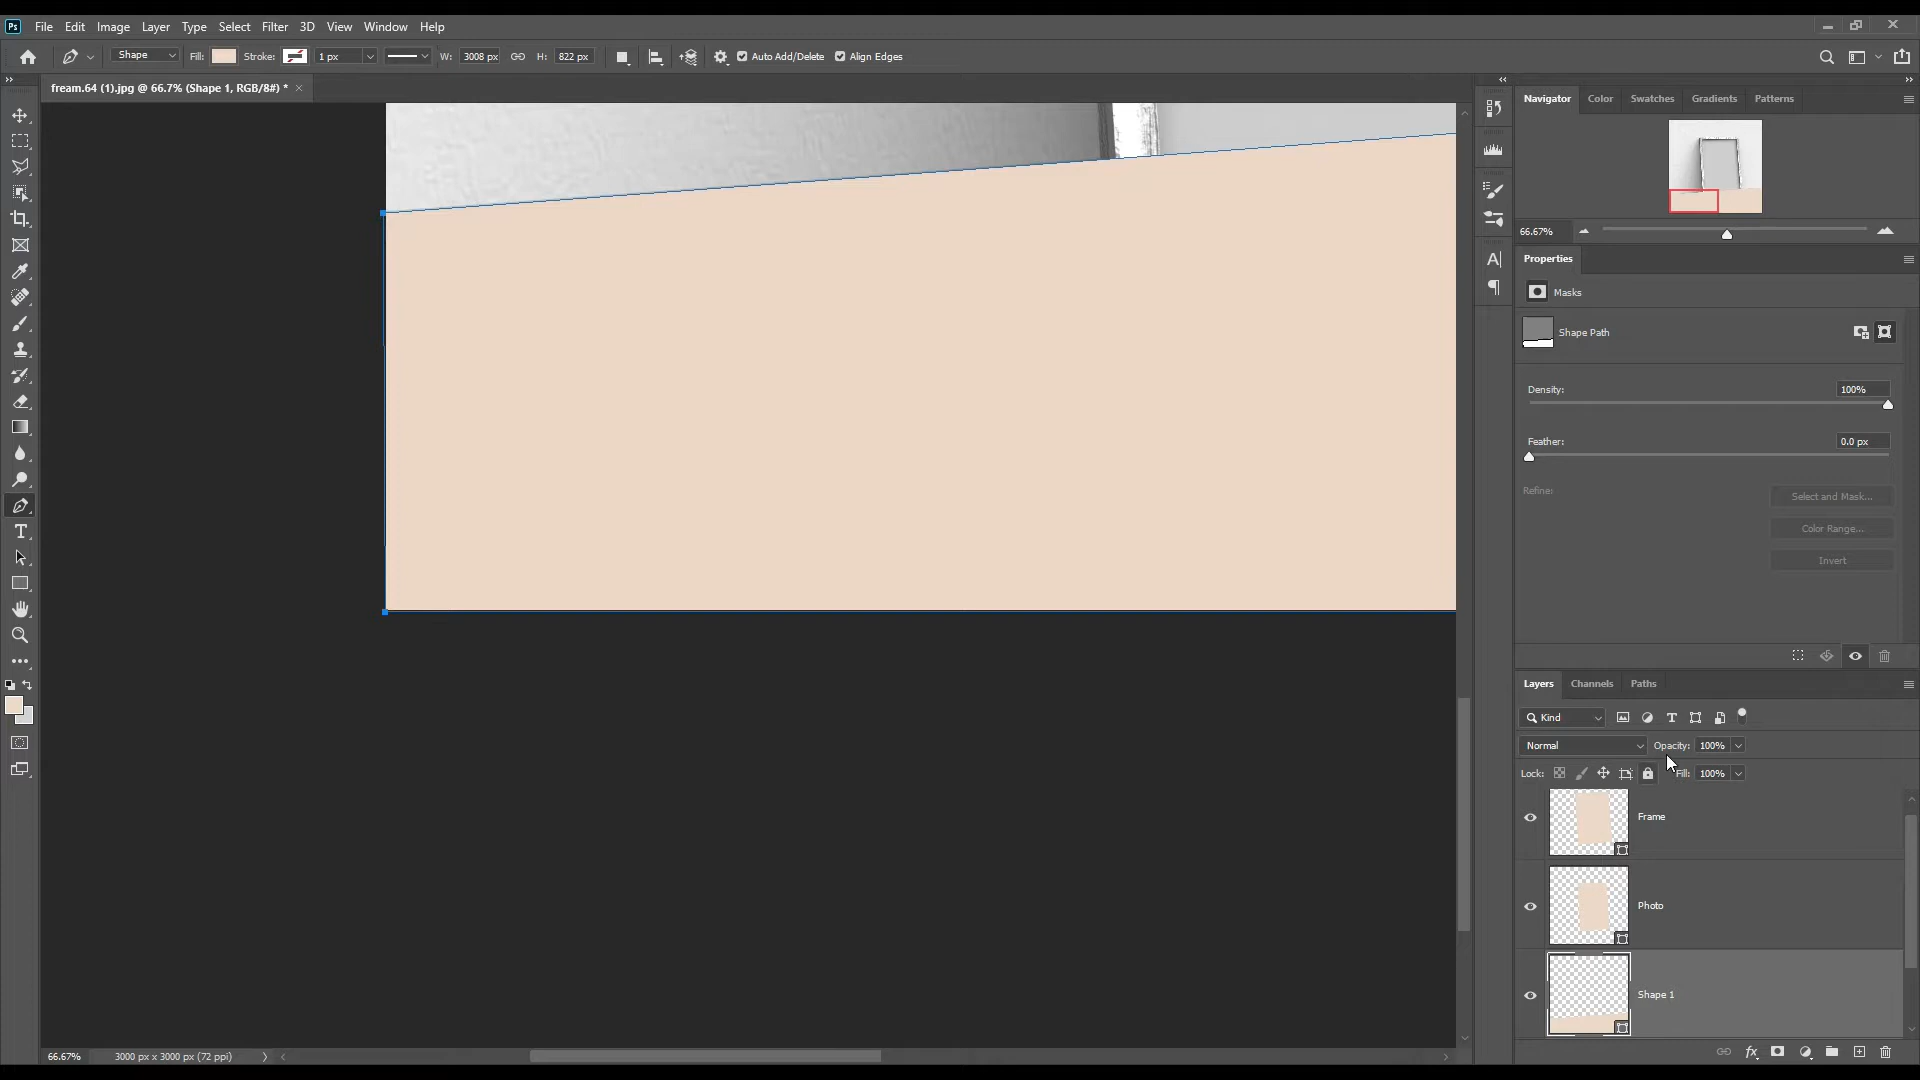 Ps File Edit Image Layer Type Select Filter 3D View Window Help
Shape Fill: Stroke: 1 px W: 3008 px H: 822 px Auto Add/Delete Align Edges
fream.64 (1).jpg @ 66.7% (Shape 1, RGB/8#) * ×
Navigator Color Swatches Gradients Patterns
66.67%
Properties
Masks
Shape Path
Density: 100%
Feather: 0.0 px
Refine: Select and Mask...
Color Range...
Invert
Layers Channels Paths
Kind
Normal Opacity: 100%
Lock: Fill: 100%
Frame
Photo
Shape 1
66.67% 3000 px x 3000 px (72 ppi)